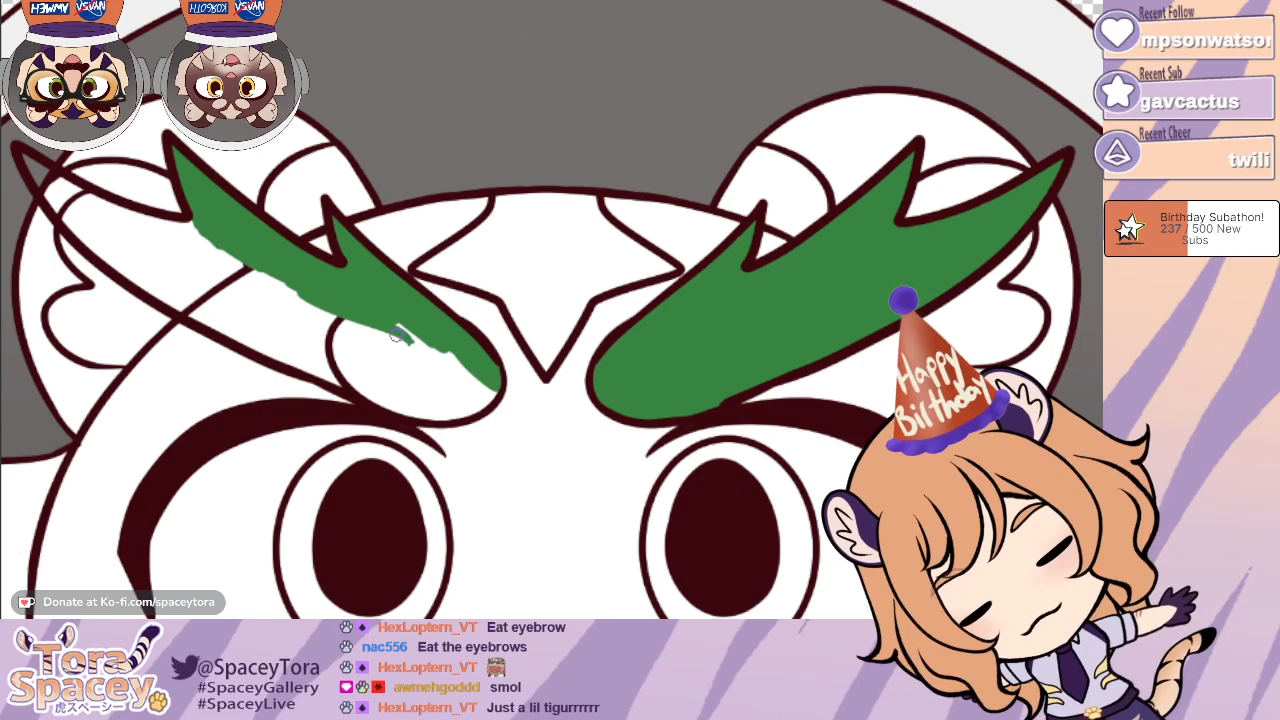 Recent Follow
mpsonwatson
Recent Sub
gavcactus
Recent Cheer
twili
Birthday Subathon!
237 / 500 New
Subs
Happy
Birthday
Donate at Ko-fi.com/spaceytora
Tora
Spacey
虎スペーシー
@SpaceyTora
#SpaceyGallery
#SpaceyLive
HexLoptern_VT Eat eyebrow
nac556 Eat the eyebrows
HexLoptern_VT
awmehgoddd smol
HexLoptern_VT Just a lil tigurrrrrr